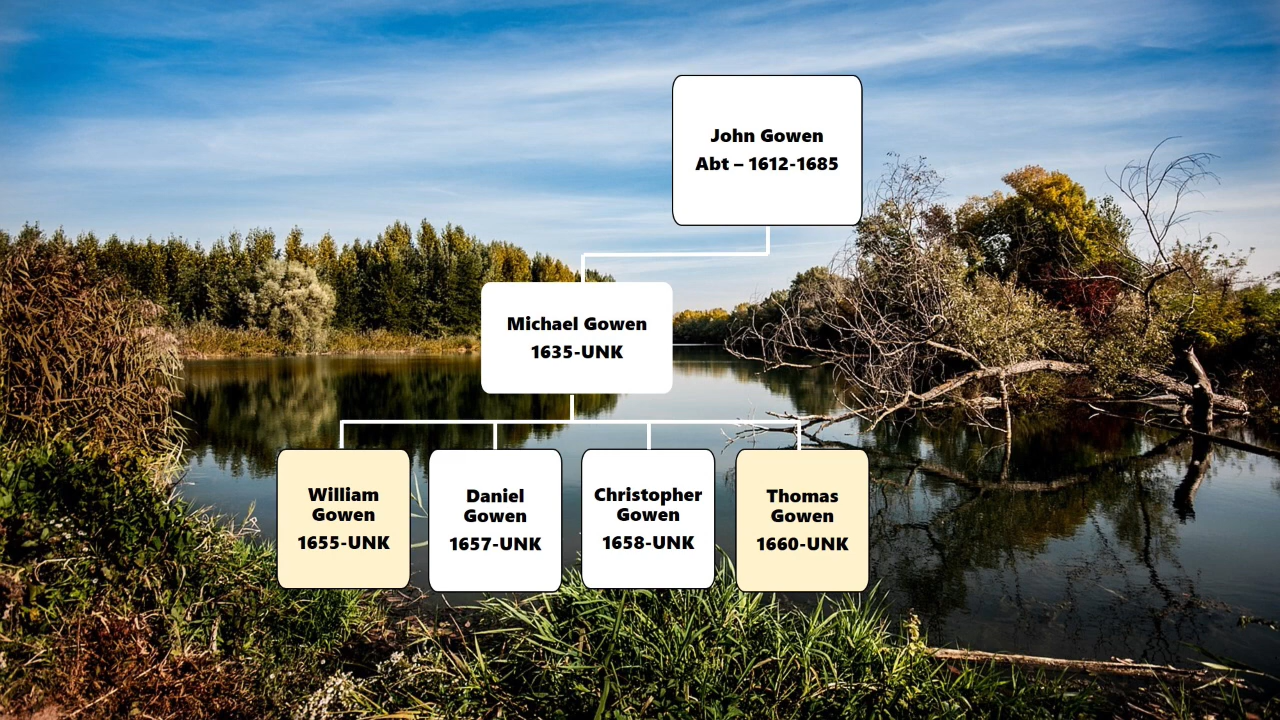 John Gowen
Abt – 1612-1685
Michael Gowen
1635-UNK
William
Gowen
1655-UNK
Daniel
Gowen
1657-UNK
Christopher
Gowen
1658-UNK
Thomas
Gowen
1660-UNK